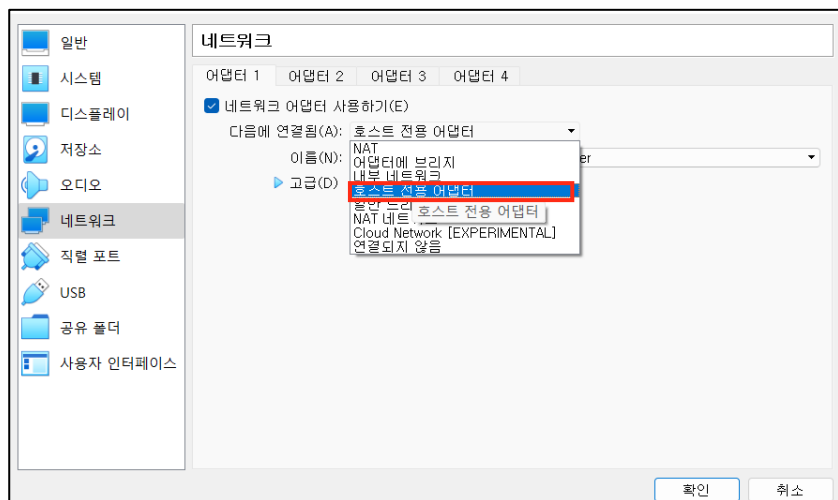 일반
시스템
디스플레이
저장소
오디오
네트워크
직렬 포트
USB
공유 폴더
사용자 인터페이스
네트워크
어댑터 1 어댑터 2 어댑터 3 어댑터 4
네트워크 어댑터 사용하기(E)
다음에 연결됨(A): 호스트 전용 어댑터
이름(N):
고급(D)
NAT
어댑터에 브리지
내부 네트워크
호스트 전용 어댑터
호스트 전용 어댑터
NAT
Cloud Network [EXPERIMENTAL]
연결되지 않음
확인 취소